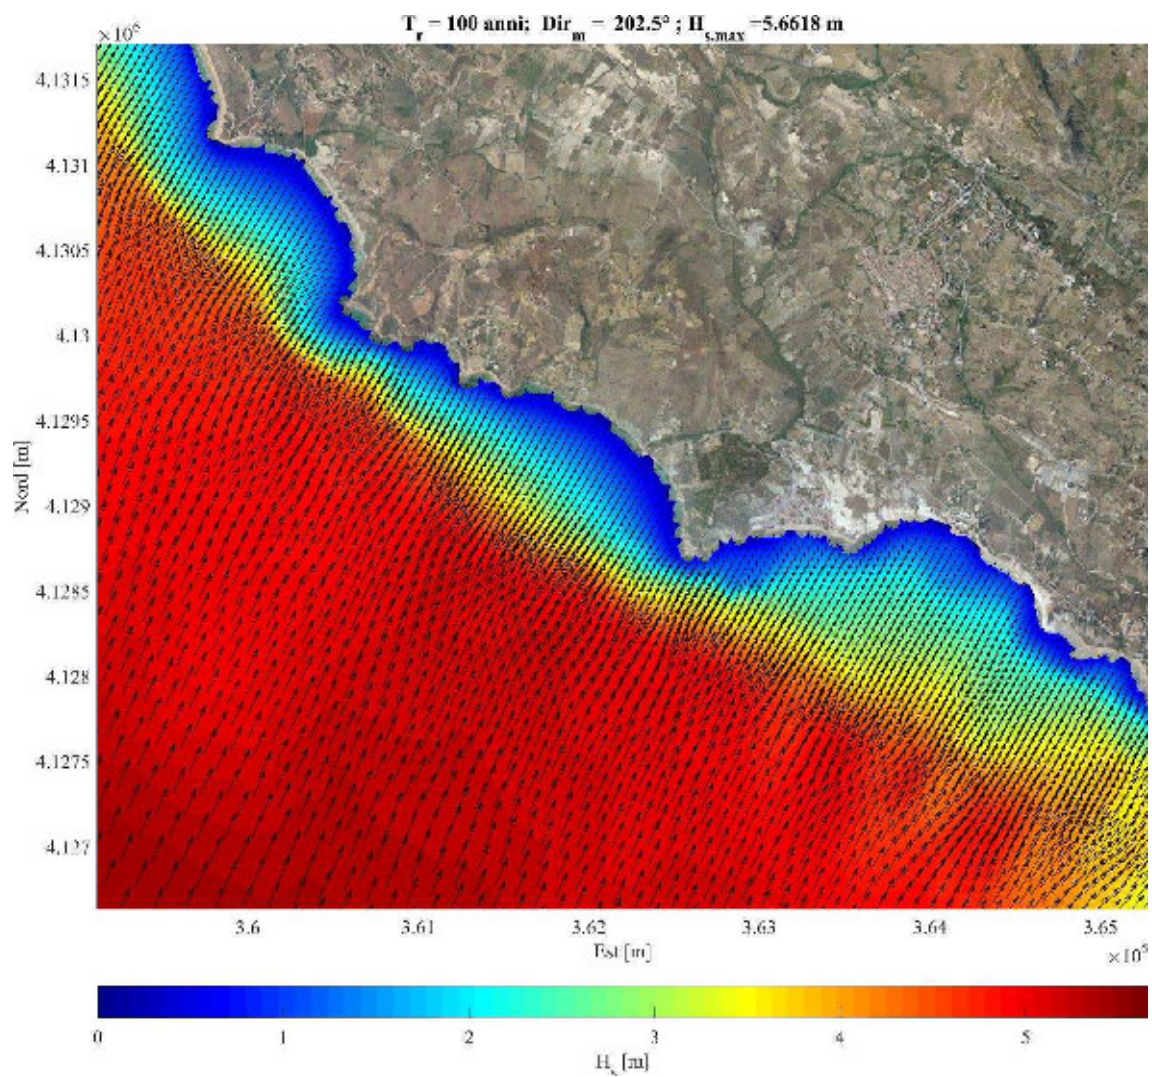 T_r = 100 anni; Dir_m = 202.5° ; H_s,max =5.6618 m
×10^6
4.1315
4.131
4.1305
4.13
4.1295
4.129
4.1285
4.128
4.1275
4.127
Nord [m]
3.6 3.61 3.62 3.63 3.64 3.65
Est [m]
×10^5
0 1 2 3 4 5
H_s [m]